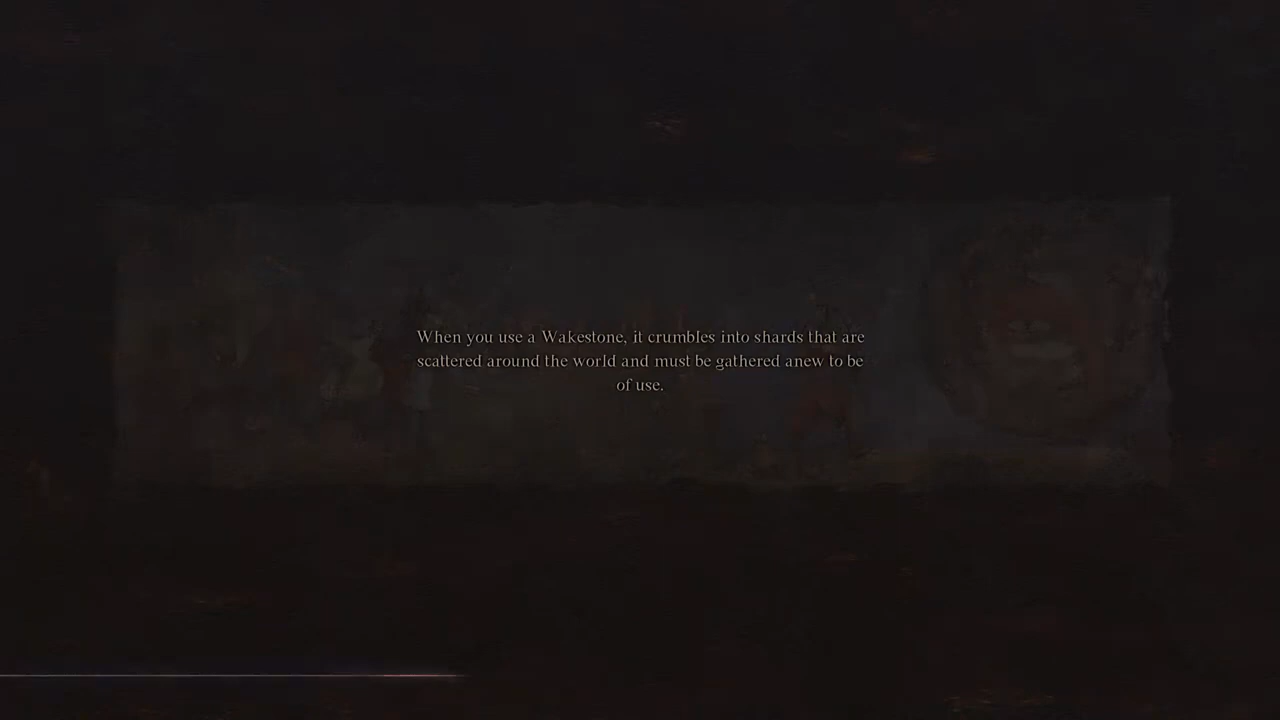 When you use a Wakestone, it crumbles into shards that are
scattered around the world and must be gathered anew to be
of use.